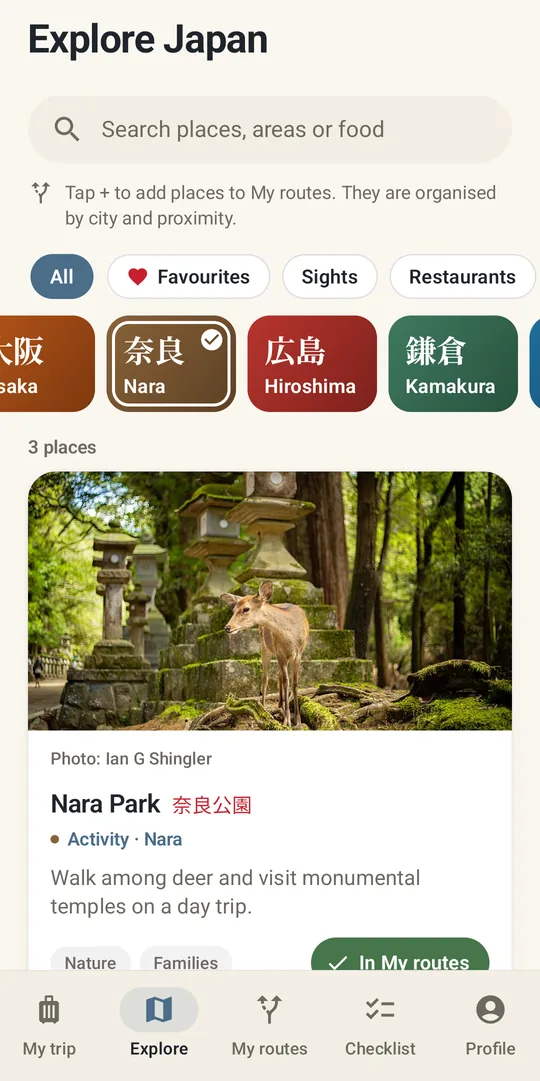 Explore Japan
Search places, areas or food
Tap + to add places to My routes. They are organised
by city and proximity.
All
Favourites
Sights
Restaurants
大阪
saka
奈良
Nara
広島
Hiroshima
鎌倉
Kamakura
3 places
Photo: Ian G Shingler
Nara Park 奈良公園
Activity · Nara
Walk among deer and visit monumental
temples on a day trip.
Nature
Families
In My routes
My trip
Explore
My routes
Checklist
Profile